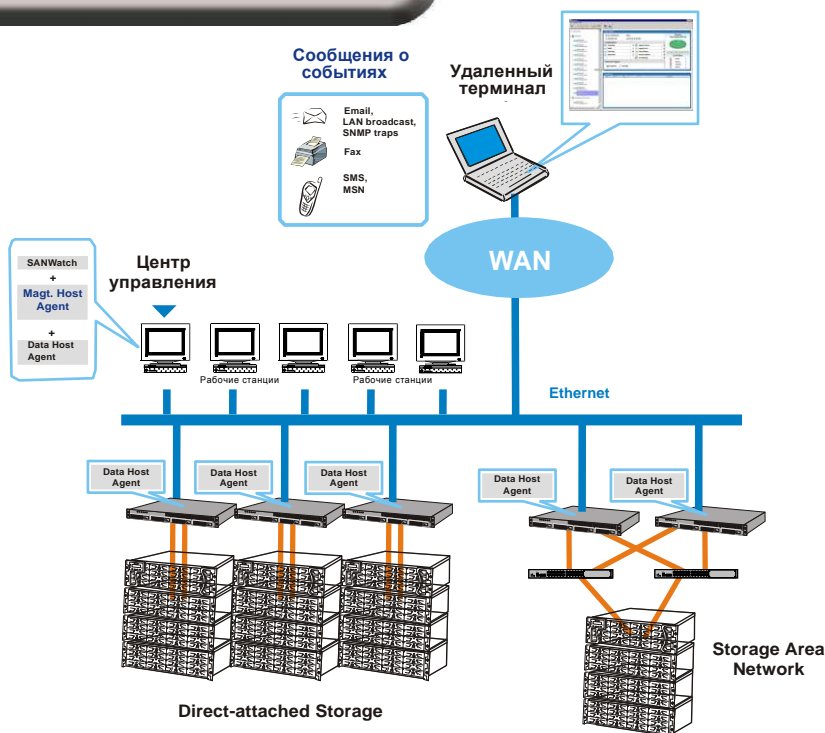 Сообщения о
событиях
Email,
LAN broadcast,
SNMP traps
Fax
SMS,
MSN
Удаленный
терминал
WAN
SANWatch
+
Magt. Host
Agent
+
Data Host
Agent
Центр
управления
Рабочие станции
Рабочие станции
Ethernet
Data Host
Agent
Data Host
Agent
Data Host
Agent
Data Host
Agent
Data Host
Agent
Storage Area
Network
Direct-attached Storage